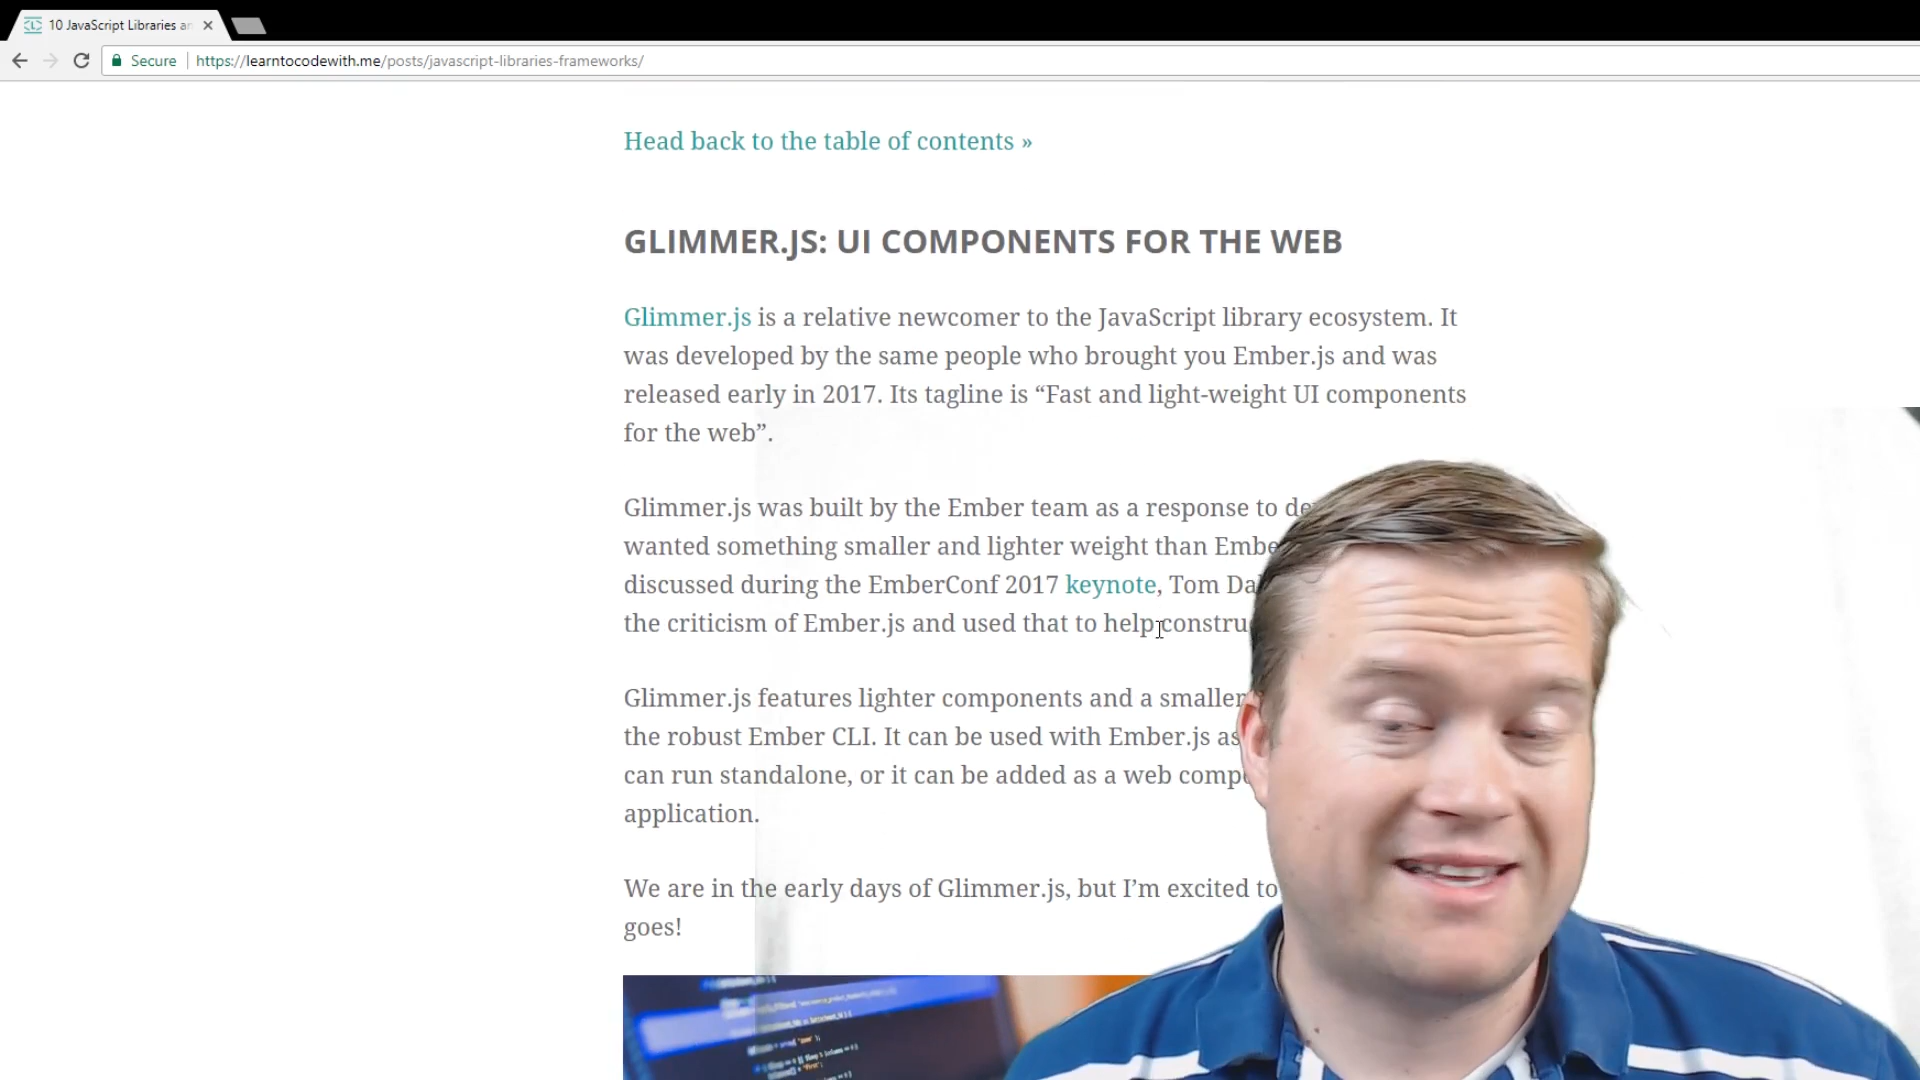 10 JavaScript Libraries an
Secure
https://learntocodewith.me/posts/javascript-libraries-frameworks/
Head back to the table of contents »
GLIMMER.JS: UI COMPONENTS FOR THE WEB
Glimmer.js is a relative newcomer to the JavaScript library ecosystem. It
was developed by the same people who brought you Ember.js and was
released early in 2017. Its tagline is “Fast and light-weight UI components
for the web”.
Glimmer.js was built by the Ember team as a response to
wanted something smaller and lighter weight than
discussed during the EmberConf 2017 keynote, Tom
the criticism of Ember.js and used that to help
Glimmer.js features lighter components and a smaller
the robust Ember CLI. It can be used with Ember.js as
can run standalone, or it can be added as a web
application.
We are in the early days of Glimmer.js, but I’m excited to
goes!